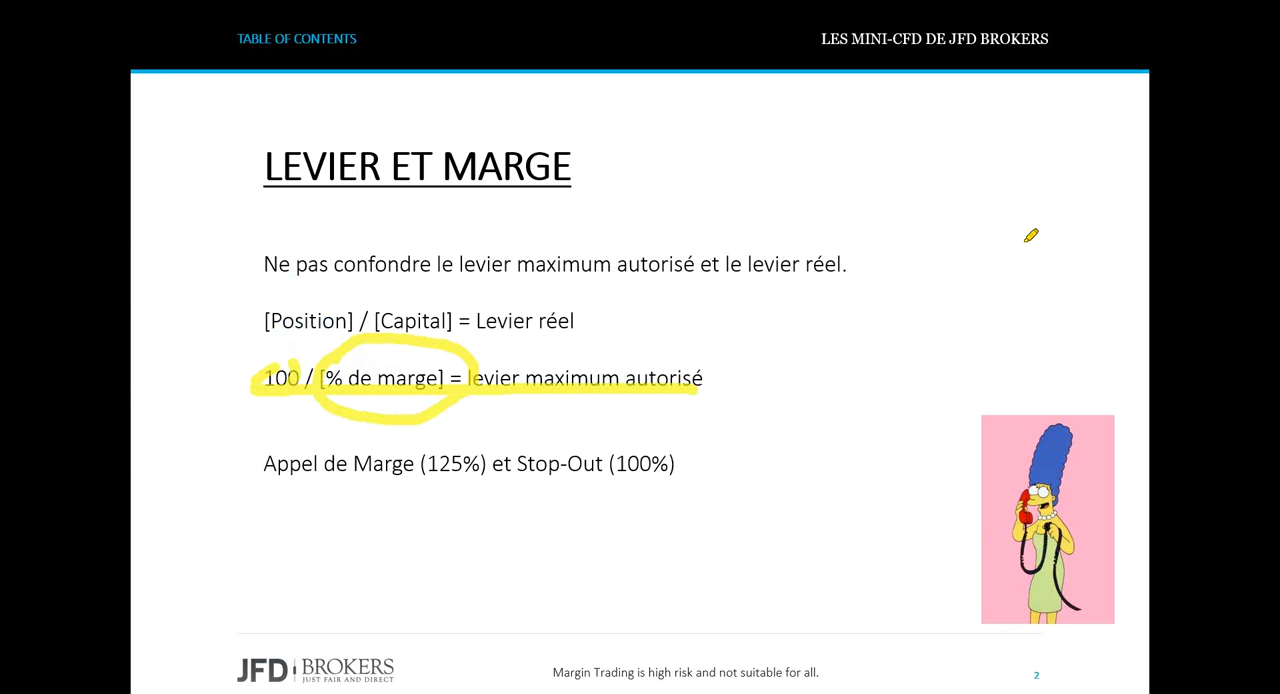 TABLE OF CONTENTS
LES MINI-CFD DE JFD BROKERS
LEVIER ET MARGE
Ne pas confondre le levier maximum autorisé et le levier réel.
[Position] / [Capital] = Levier réel
100 / [% de marge] = levier maximum autorisé
Appel de Marge (125%) et Stop-Out (100%)
JFD BROKERS
JUST FAIR AND DIRECT
Margin Trading is high risk and not suitable for all.
2